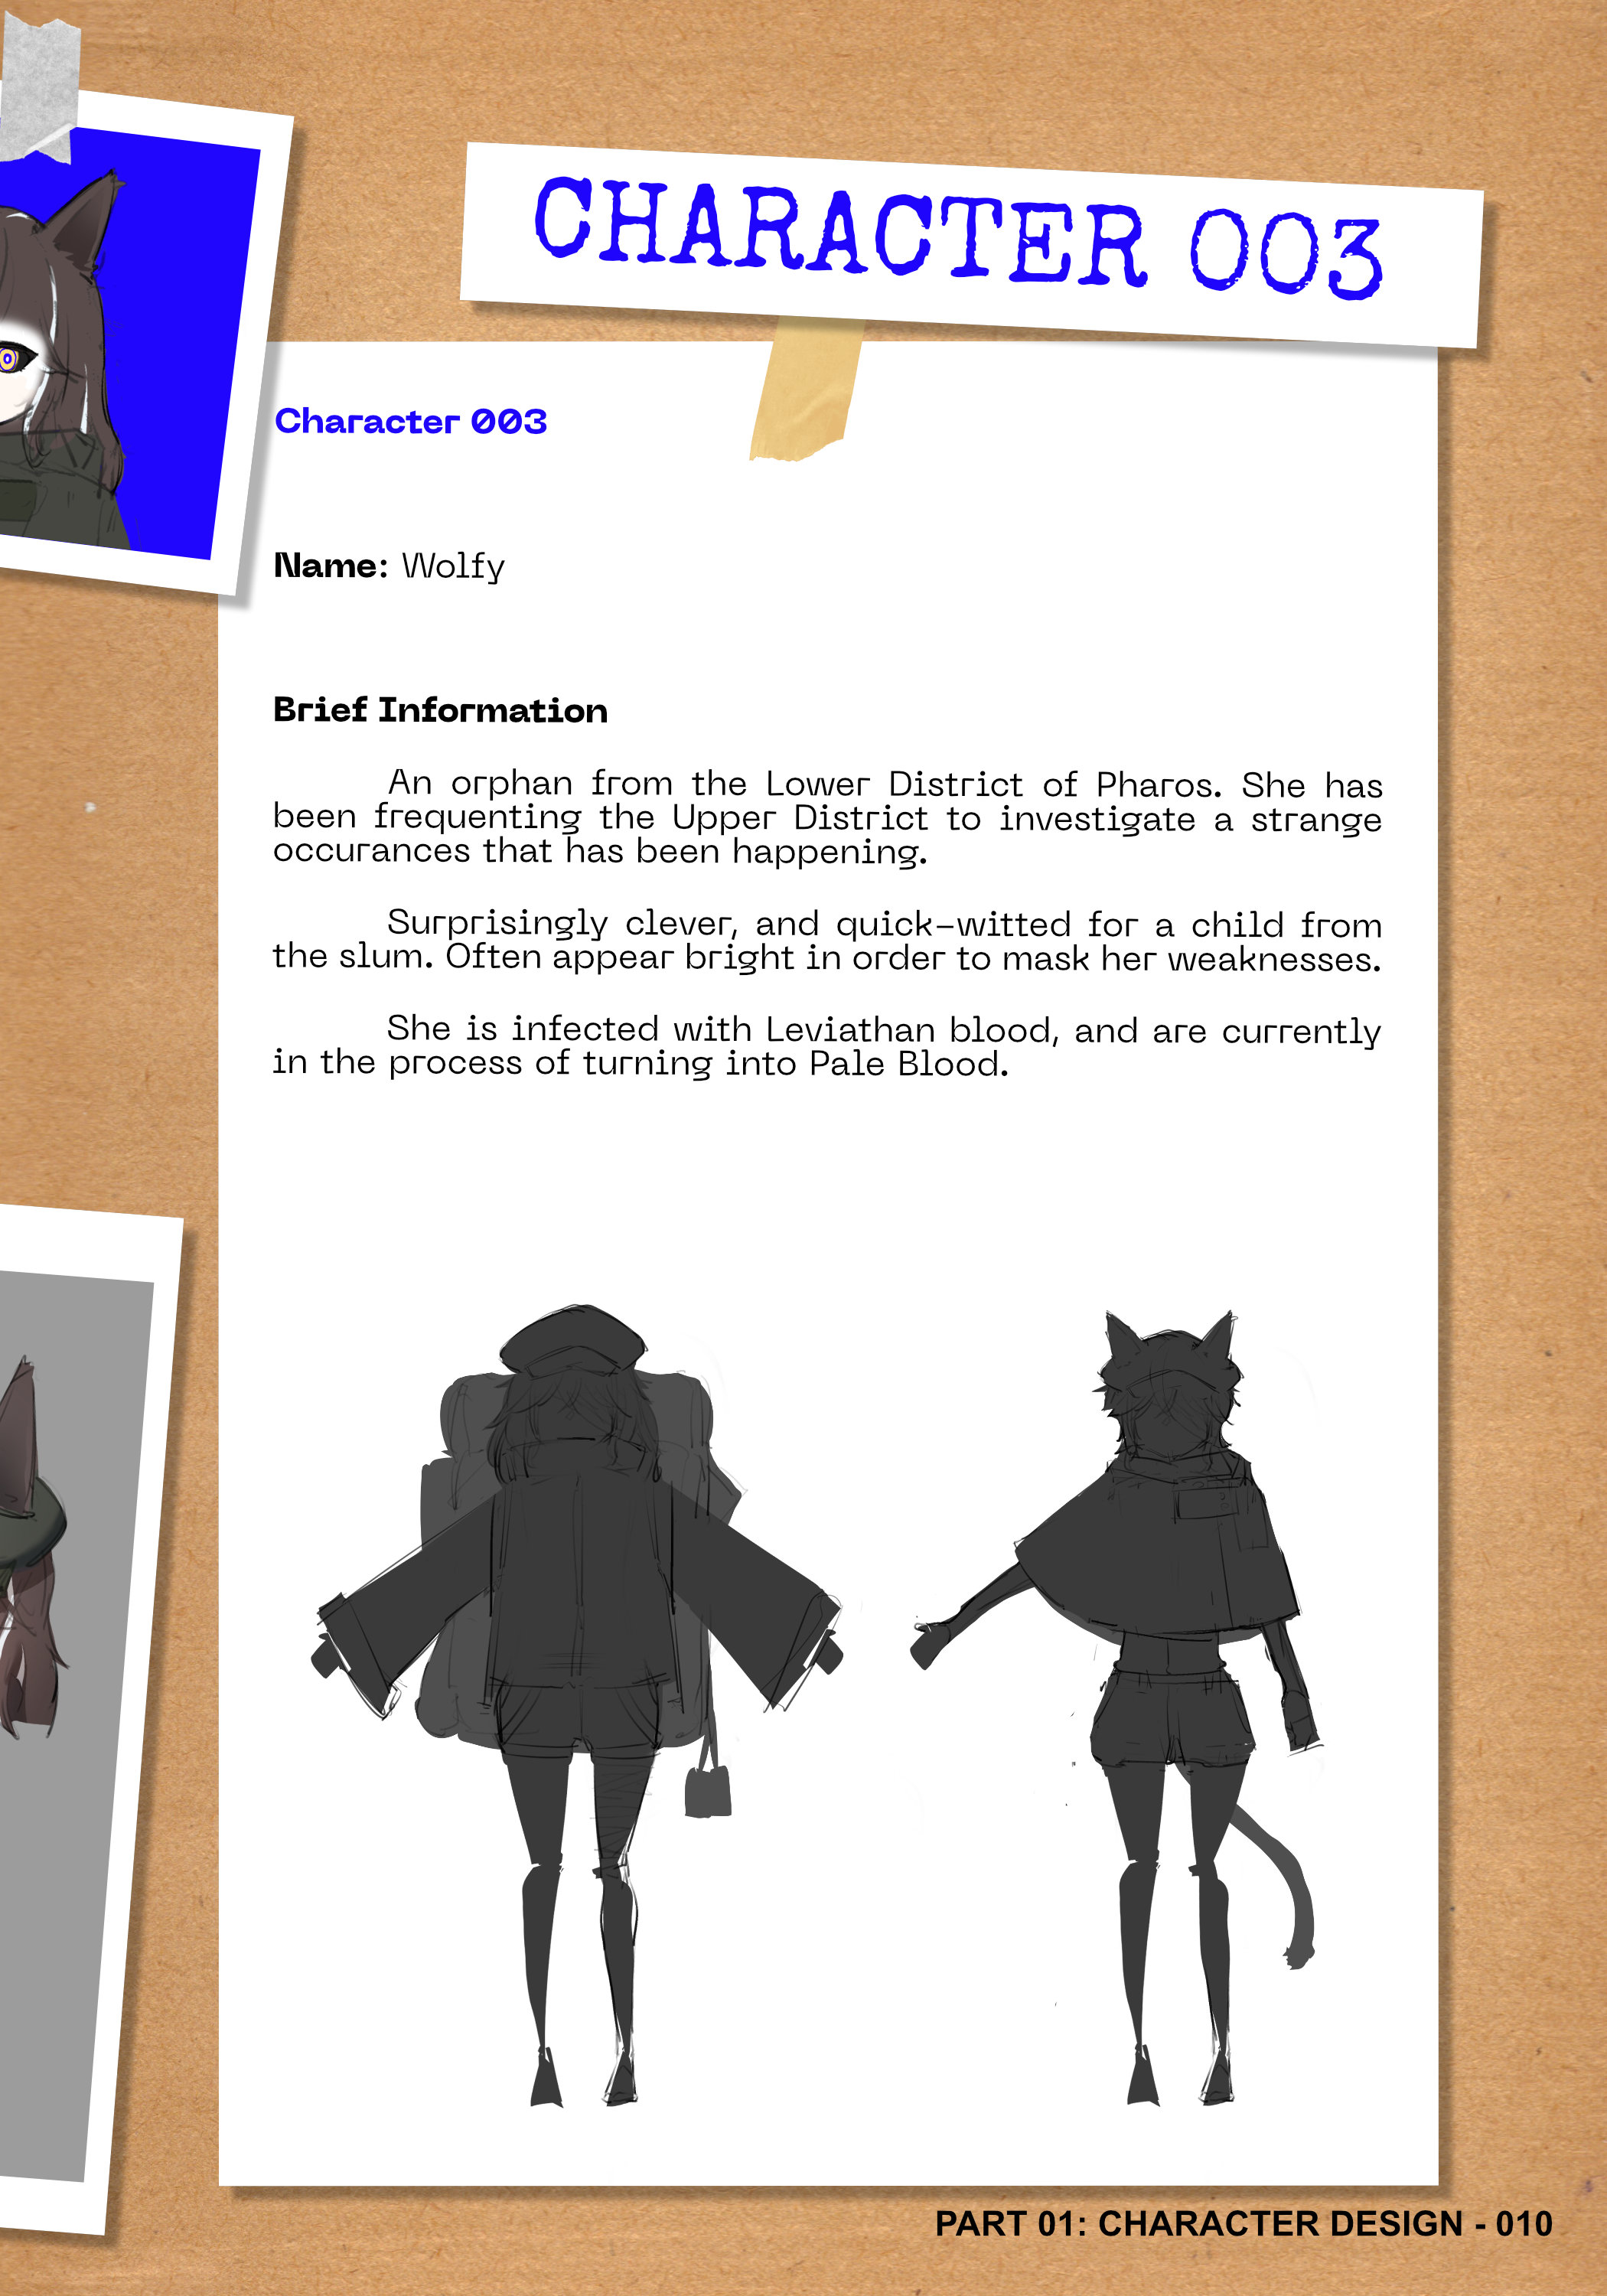 CHARACTER 003
Character 003
Name: Wolfy
Brief Information
An orphan from the Lower District of Pharos. She has
been frequenting the Upper District to investigate a strange
occurances that has been happening.
Surprisingly clever, and quick-witted for a child from
the slum. Often appear bright in order to mask her weaknesses.
She is infected with Leviathan blood, and are currently
in the process of turning into Pale Blood.
PART 01: CHARACTER DESIGN - 010